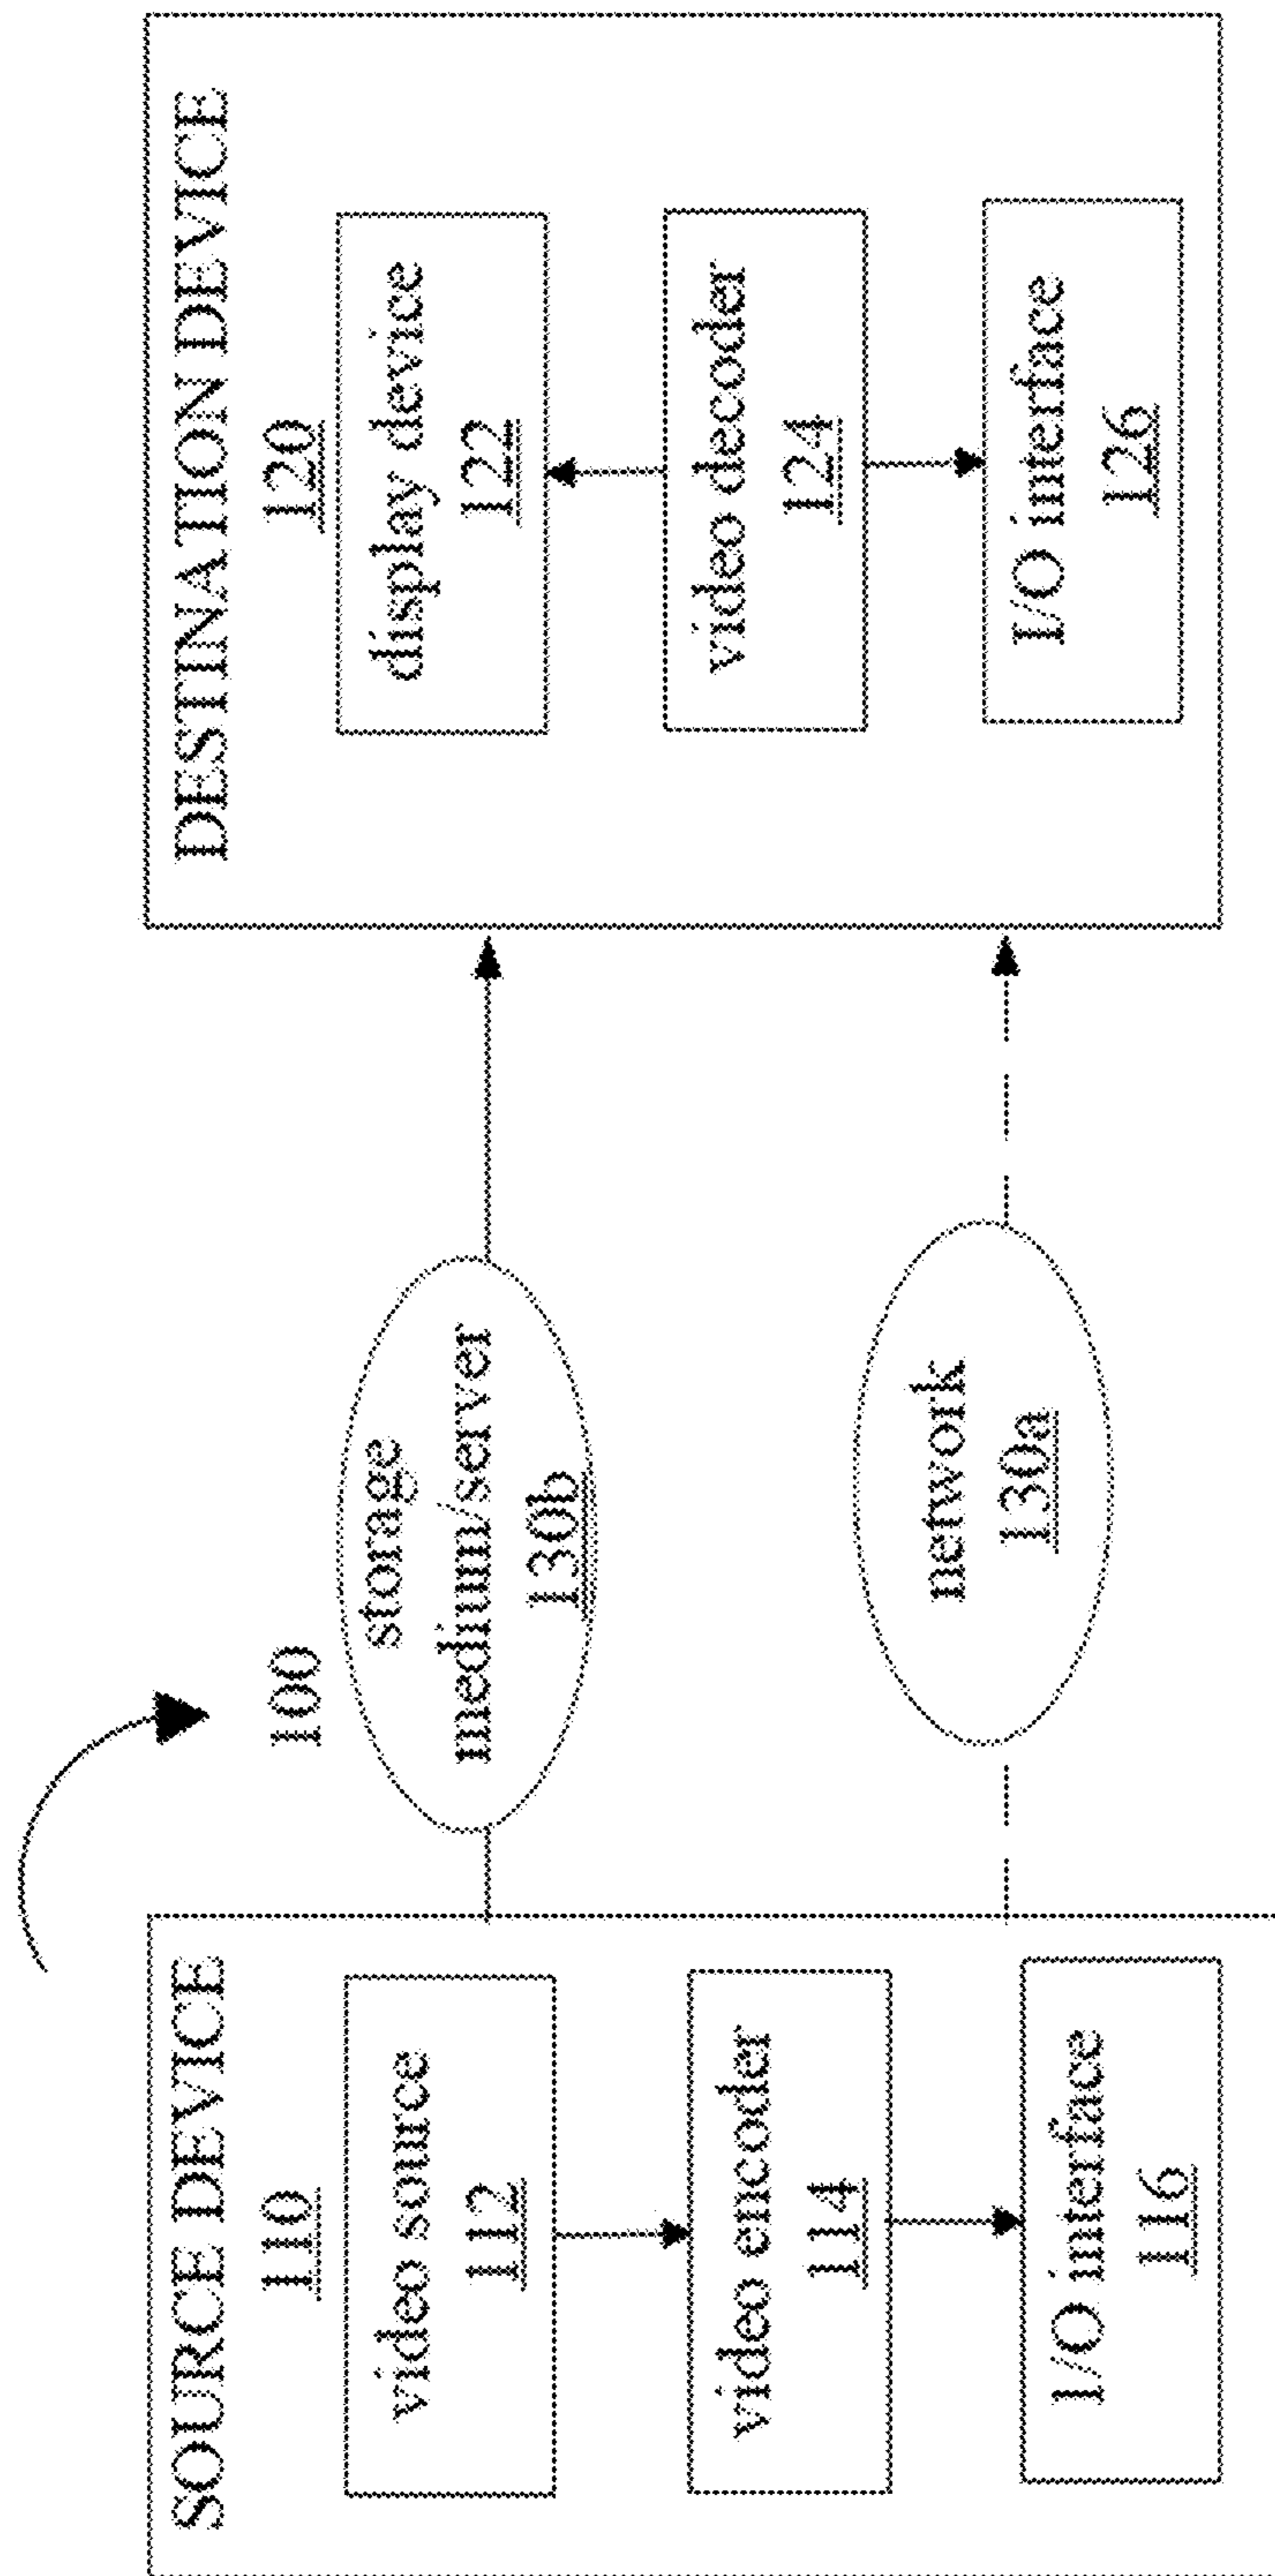 100
SOURCE DEVICE
110
video source
112
video encoder
114
I/O interface
116
storage
medium/server
130b
network
130a
DESTINATION DEVICE
120
display device
122
video decoder
124
I/O interface
126